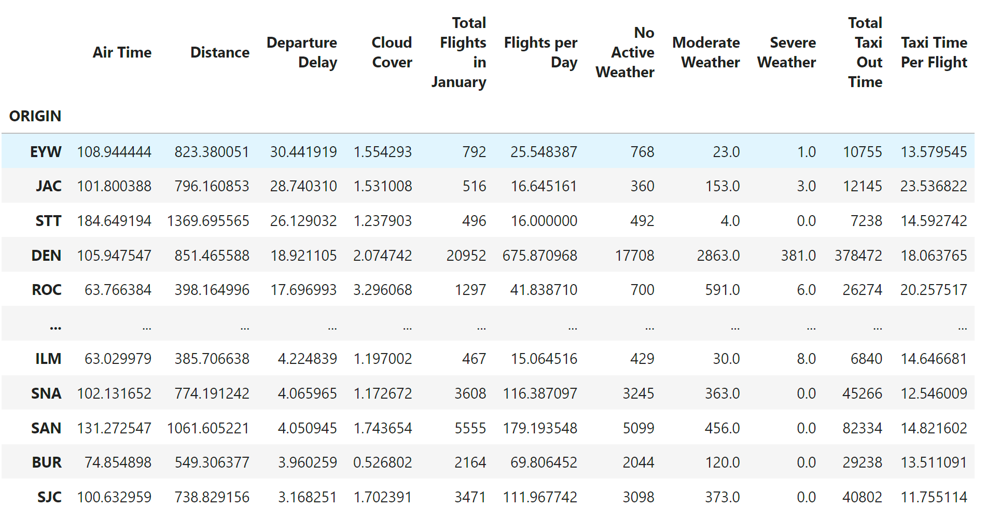 Air Time Distance Departure Delay Cloud Cover Total Flights in January Flights per Day No Active Weather Moderate Weather Severe Weather Total Taxi Out Time Taxi Time Per Flight
ORIGIN
EYW 108.944444 823.380051 30.441919 1.554293 792 25.548387 768 23.0 1.0 10755 13.579545
JAC 101.800388 796.160853 28.740310 1.531008 516 16.645161 360 153.0 3.0 12145 23.536822
STT 184.649194 1369.695565 26.129032 1.237903 496 16.000000 492 4.0 0.0 7238 14.592742
DEN 105.947547 851.465588 18.921105 2.074742 20952 675.870968 17708 2863.0 381.0 378472 18.063765
ROC 63.766384 398.164996 17.696993 3.296068 1297 41.838710 700 591.0 6.0 26274 20.257517
... ... ... ... ... ... ... ... ... ... ... ...
ILM 63.029979 385.706638 4.224839 1.197002 467 15.064516 429 30.0 8.0 6840 14.646681
SNA 102.131652 774.191242 4.065965 1.172672 3608 116.387097 3245 363.0 0.0 45266 12.546009
SAN 131.272547 1061.605221 4.050945 1.743654 5555 179.193548 5099 456.0 0.0 82334 14.821602
BUR 74.854898 549.306377 3.960259 0.526802 2164 69.806452 2044 120.0 0.0 29238 13.511091
SJC 100.632959 738.829156 3.168251 1.702391 3471 111.967742 3098 373.0 0.0 40802 11.755114